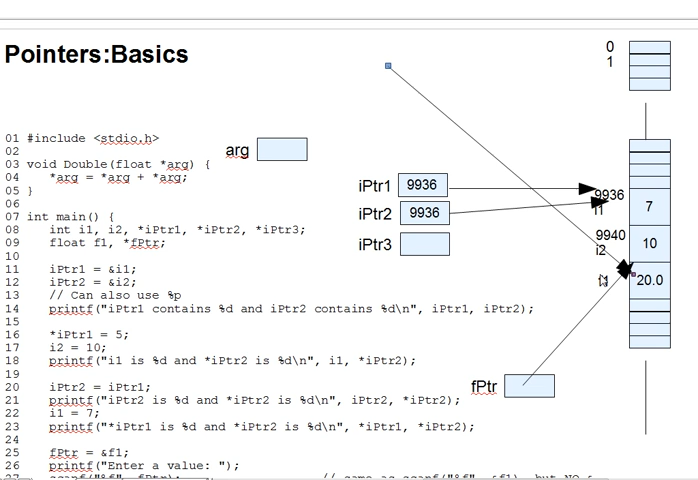 Pointers:Basics
0
1
01 #include <stdio.h>
02
03 void Double(float *arg) {
04    *arg = *arg + *arg;
05 }
06
07 int main() {
08    int i1, i2, *iPtr1, *iPtr2, *iPtr3;
09    float f1, *fPtr;
10
11    iPtr1 = &i1;
12    iPtr2 = &i2;
13    // Can also use %p
14    printf("iPtr1 contains %d and iPtr2 contains %d\n", iPtr1, iPtr2);
15
16    *iPtr1 = 5;
17    i2 = 10;
18    printf("i1 is %d and *iPtr2 is %d\n", i1, *iPtr2);
19
20    iPtr2 = iPtr1;
21    printf("iPtr2 is %d and *iPtr2 is %d\n", iPtr2, *iPtr2);
22    i1 = 7;
23    printf("*iPtr1 is %d and *iPtr2 is %d\n", *iPtr1, *iPtr2);
24
25    fPtr = &f1;
26    printf("Enter a value: ");
arg
iPtr1 9936
iPtr2 9936
iPtr3
fPtr
9936
i1 7
9940 10
i2
20.0